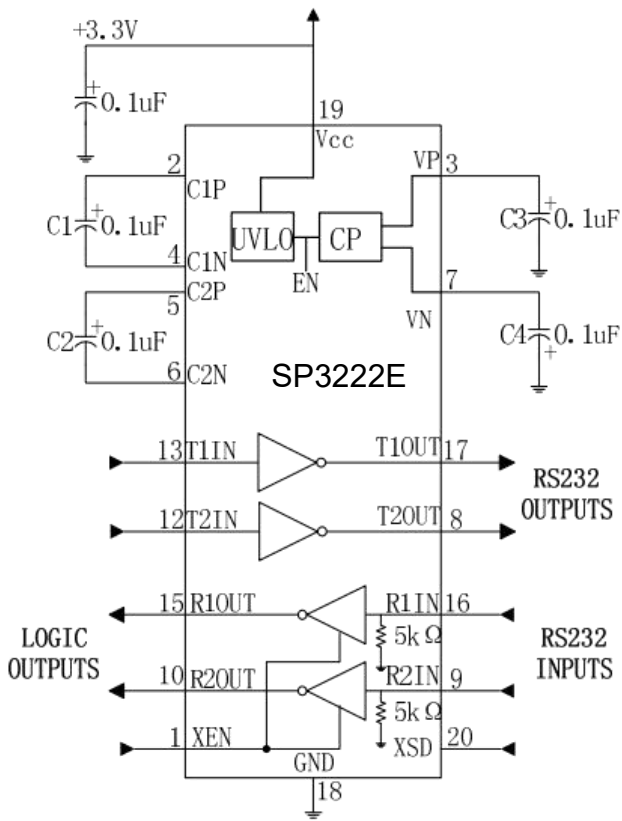 +3.3V
+
0.1uF
19
Vcc
2
C1P
VP
3
C1
+
0.1uF
4
C1N
UVLO
CP
EN
C3
+
0.1uF
5
C2P
7
VN
C2
+
0.1uF
6
C2N
C4
0.1uF
+
SP3222E
13
T1IN
T1OUT
17
12
T2IN
T2OUT
8
RS232
OUTPUTS
15
R1OUT
R1IN
16
5kΩ
LOGIC
OUTPUTS
RS232
INPUTS
10
R2OUT
R2IN
9
5kΩ
1
XEN
XSD
20
GND
18